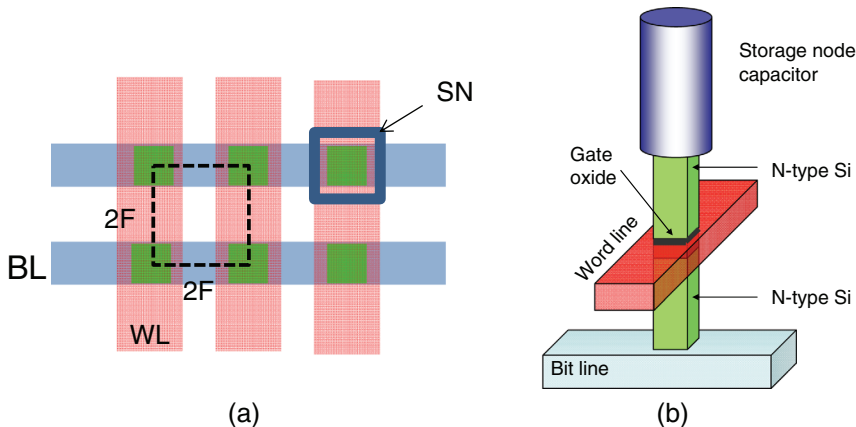 SN
2F
2F
BL
WL
(a)
Storage node
capacitor
Gate
oxide
N-type Si
Word line
N-type Si
Bit line
(b)